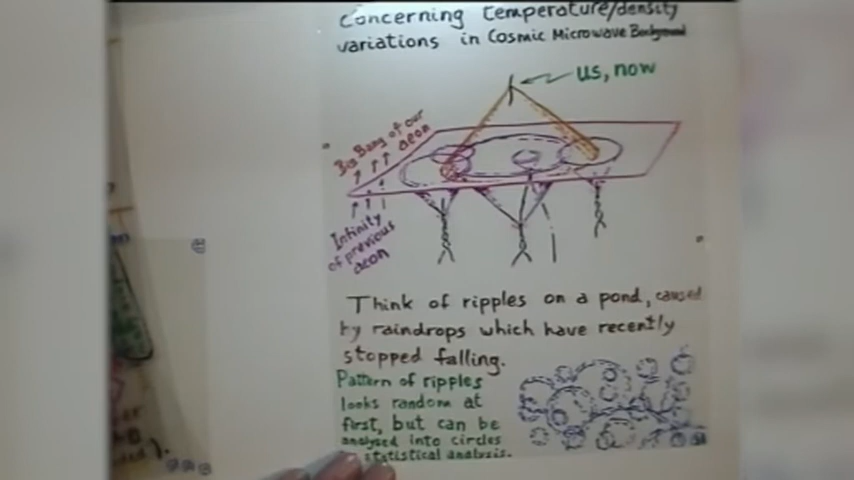 Concerning temperature/density
variations in Cosmic Microwave Background
us, now
Big Bang of our
aeon
Infinity
of previous
aeon
Think of ripples on a pond, caused
by raindrops which have recently
stopped falling.
Pattern of ripples
looks random at
first, but can be
analysed into circles
statistical analysis.